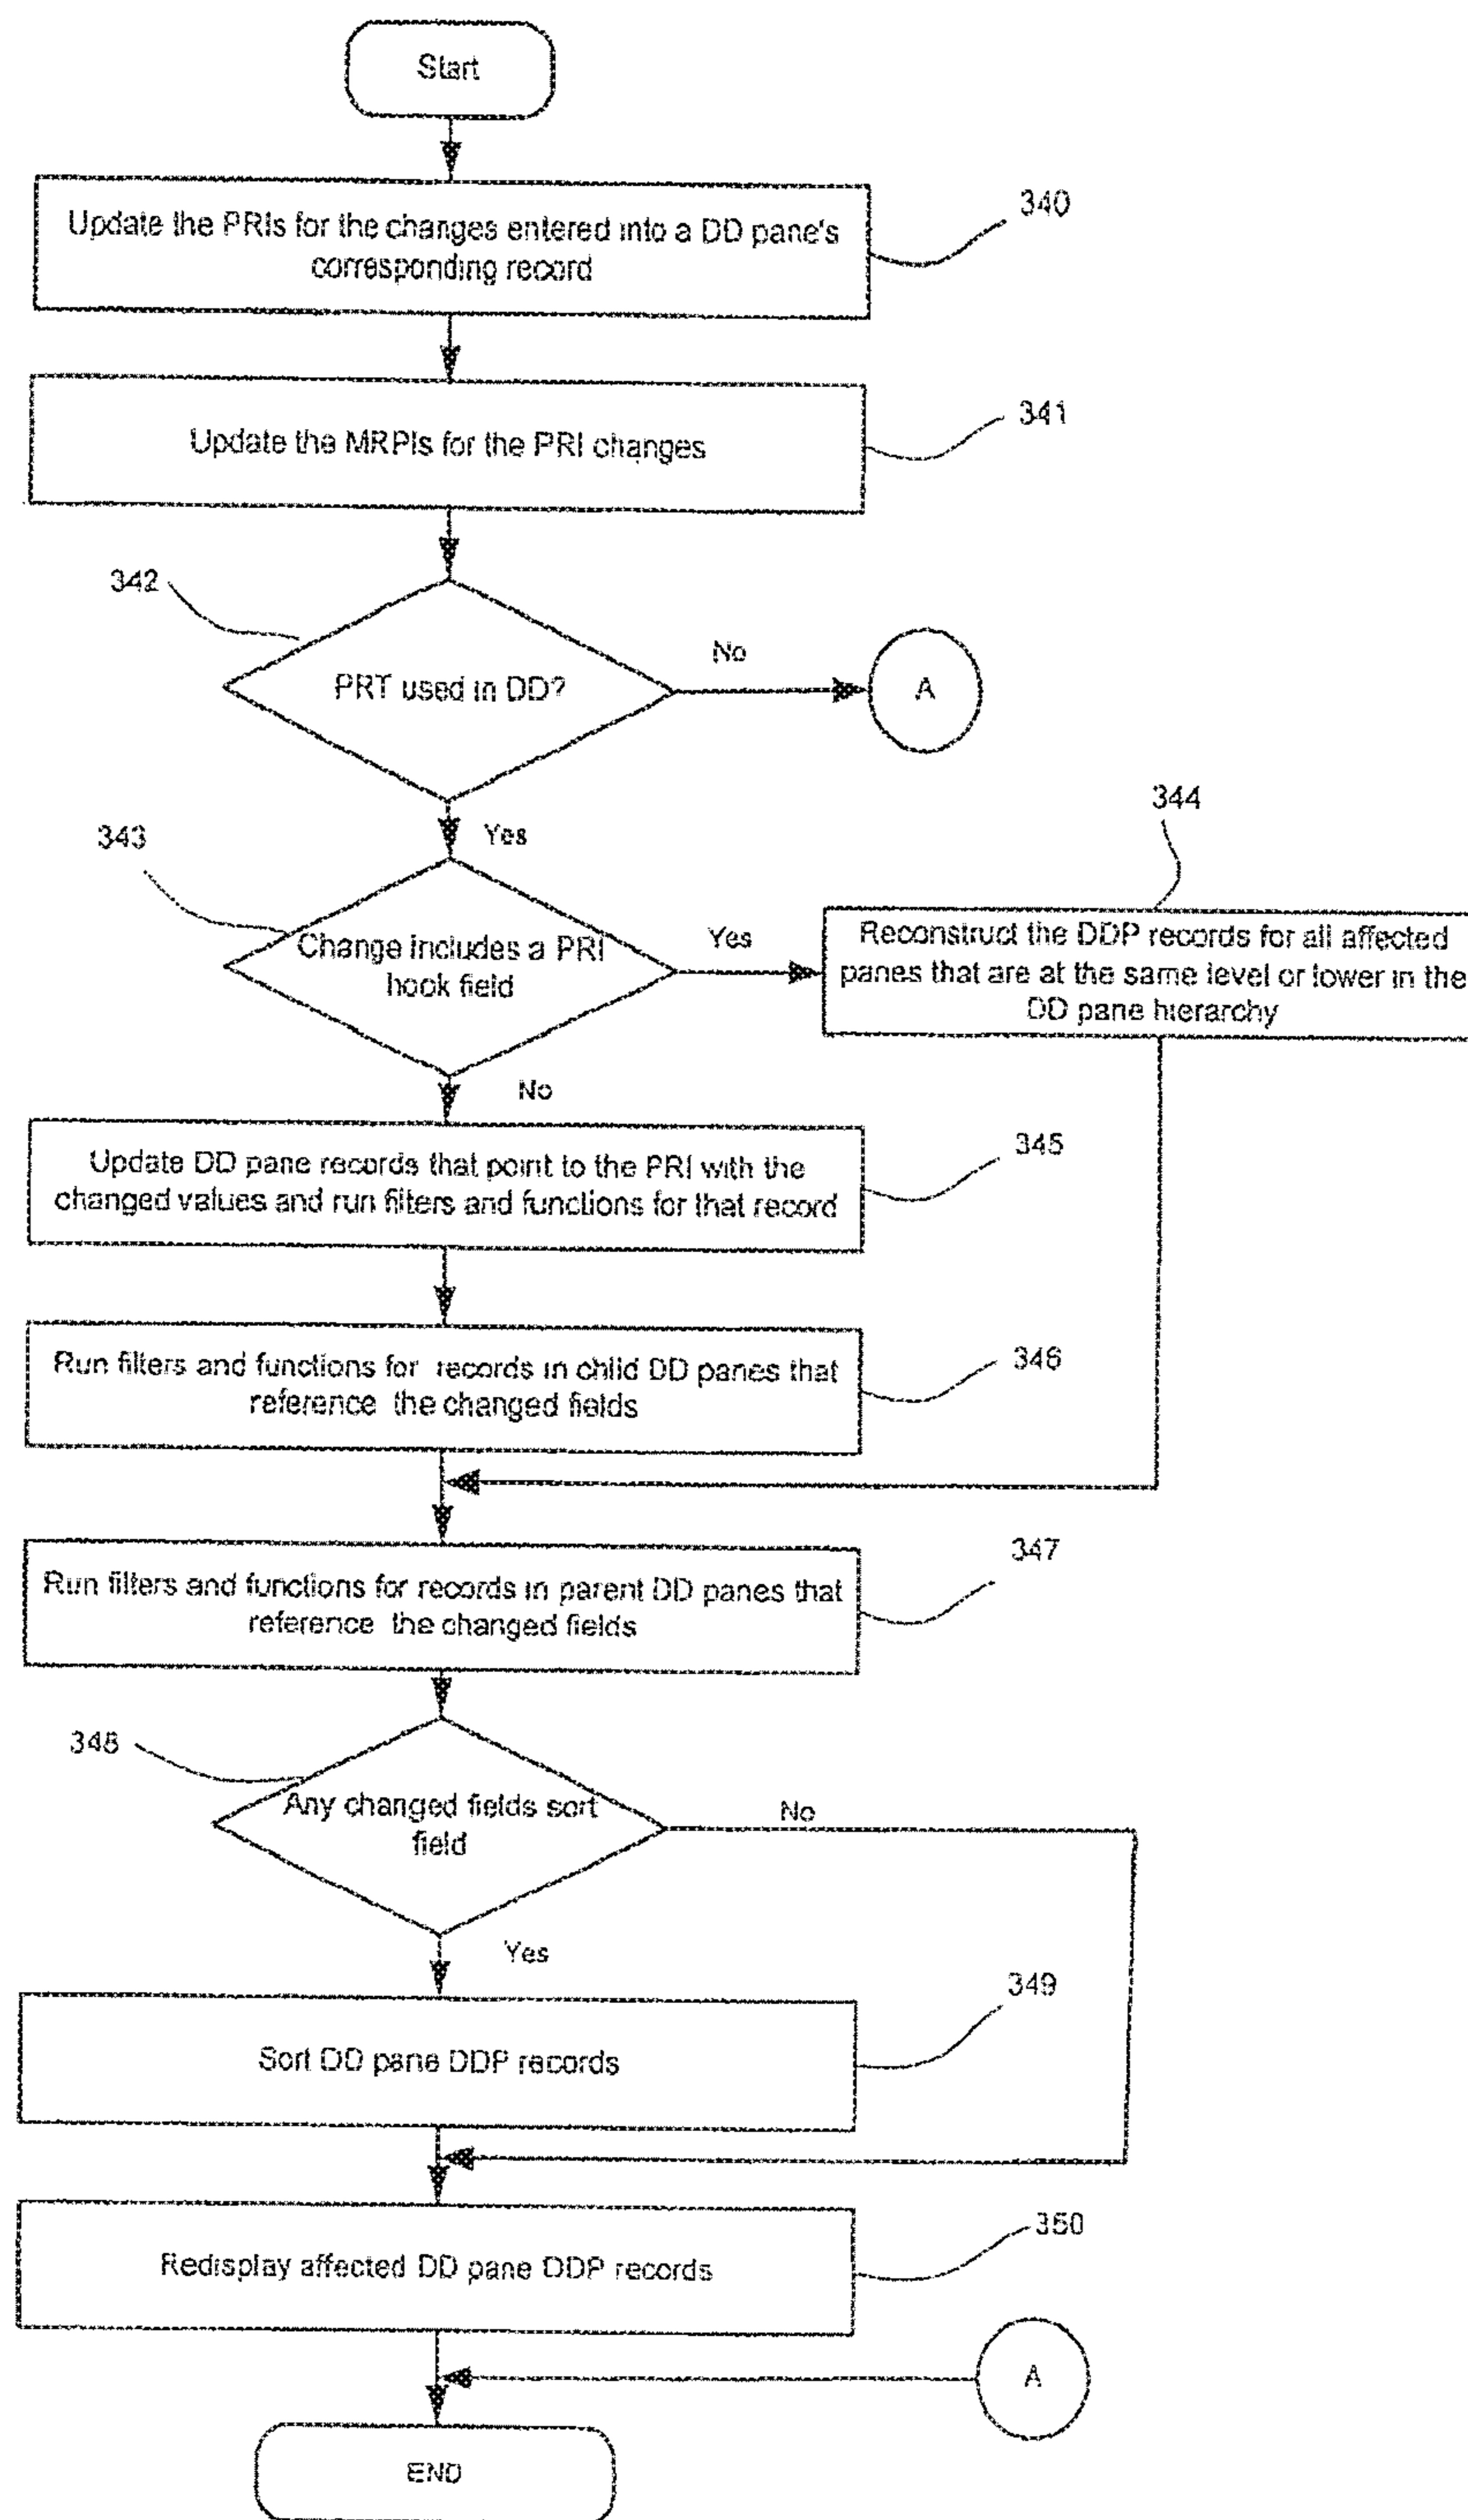 Start
Update the PRIs for the changes entered into a DD pane's
corresponding record
340
Update the MRPIs for the PRI changes
341
342
PRT used in DD?
No
A
Yes
343
Change includes a PRI
hook field
Yes
344
Reconstruct the DDP records for all affected
panes that are at the same level or lower in the
DD pane hierarchy
No
Update DD pane records that point to the PRI with the
changed values and run filters and functions for that record
345
Run filters and functions for records in child DD panes that
reference the changed fields
346
Run filters and functions for records in parent DD panes that
reference the changed fields
347
348
Any changed fields sort
field
No
Yes
Sort DD pane DDP records
349
Redisplay affected DD pane DDP records
350
A
END